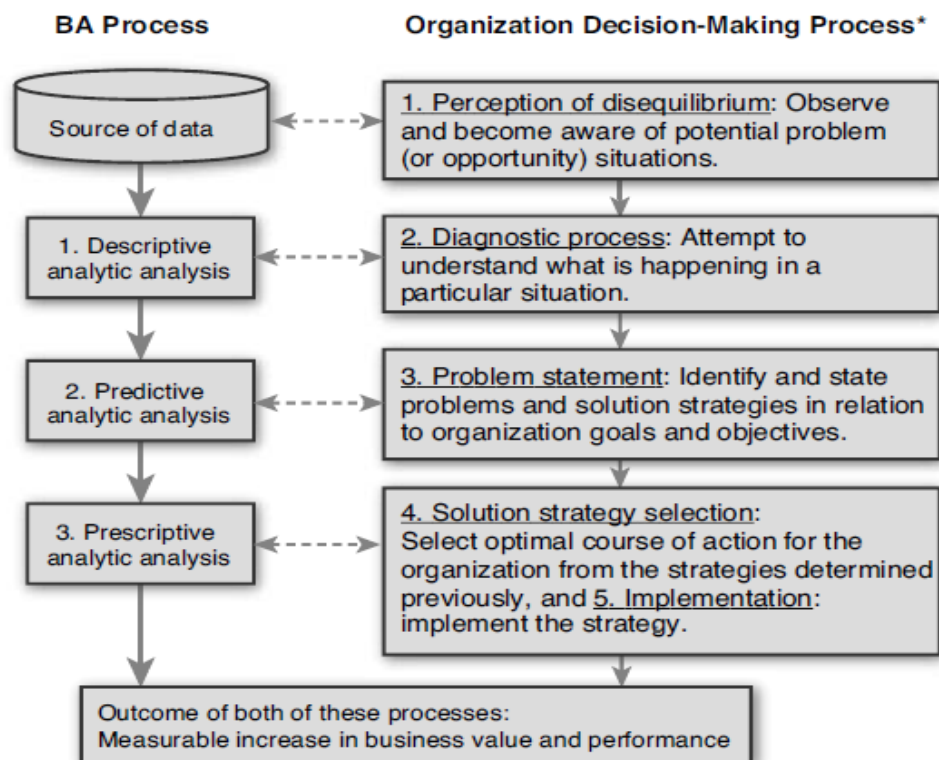 BA Process
Organization Decision-Making Process*
Source of data
1. Perception of disequilibrium: Observe
and become aware of potential problem
(or opportunity) situations.
1. Descriptive
analytic analysis
2. Diagnostic process: Attempt to
understand what is happening in a
particular situation.
2. Predictive
analytic analysis
3. Problem statement: Identify and state
problems and solution strategies in relation
to organization goals and objectives.
3. Prescriptive
analytic analysis
4. Solution strategy selection:
Select optimal course of action for the
organization from the strategies determined
previously, and 5. Implementation:
implement the strategy.
Outcome of both of these processes:
Measurable increase in business value and performance